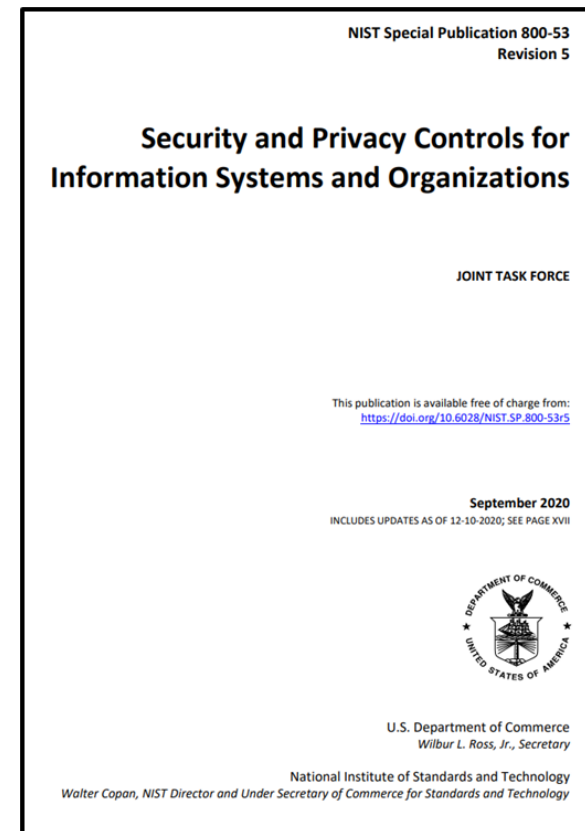 NIST Special Publication 800-53
Revision 5
Security and Privacy Controls for
Information Systems and Organizations
JOINT TASK FORCE
This publication is available free of charge from:
https://doi.org/10.6028/NIST.SP.800-53r5
September 2020
INCLUDES UPDATES AS OF 12-10-2020; SEE PAGE XVII
DEPARTMENT OF COMMERCE
UNITED STATES OF AMERICA
U.S. Department of Commerce
Wilbur L. Ross, Jr., Secretary
National Institute of Standards and Technology
Walter Copan, NIST Director and Under Secretary of Commerce for Standards and Technology